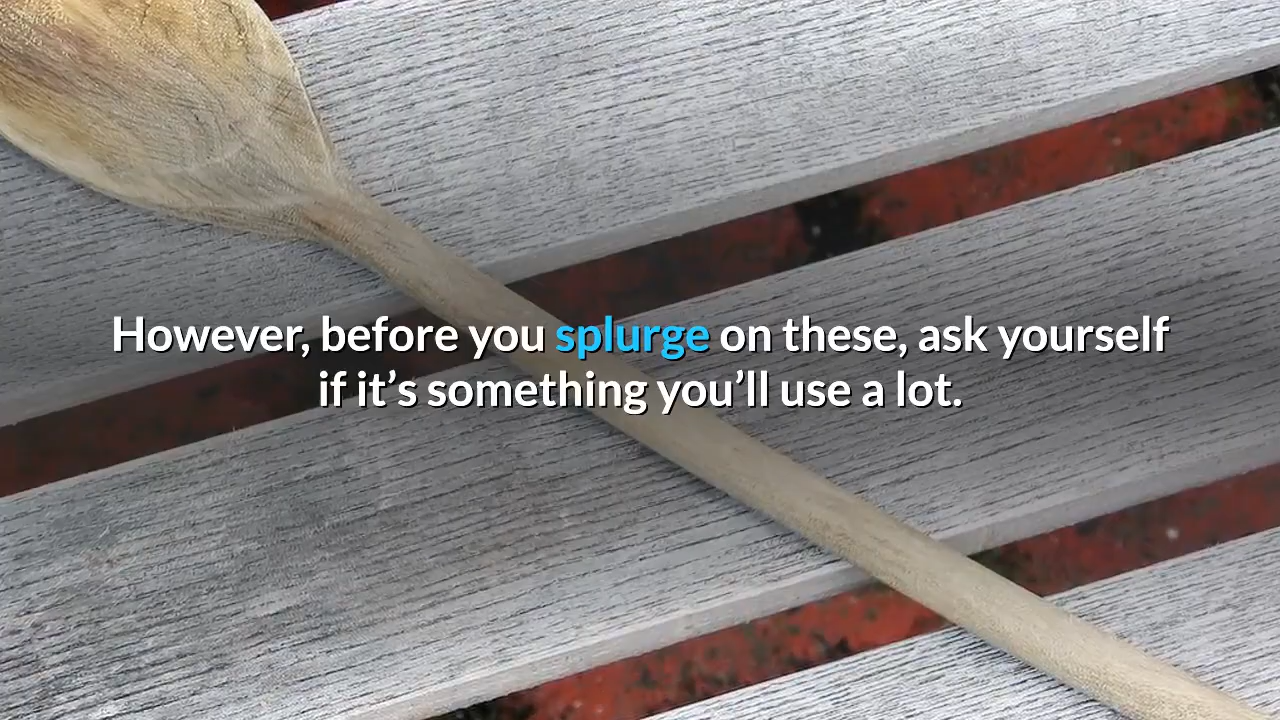 However, before you splurge on these, ask yourself
if it’s something you’ll use a lot.